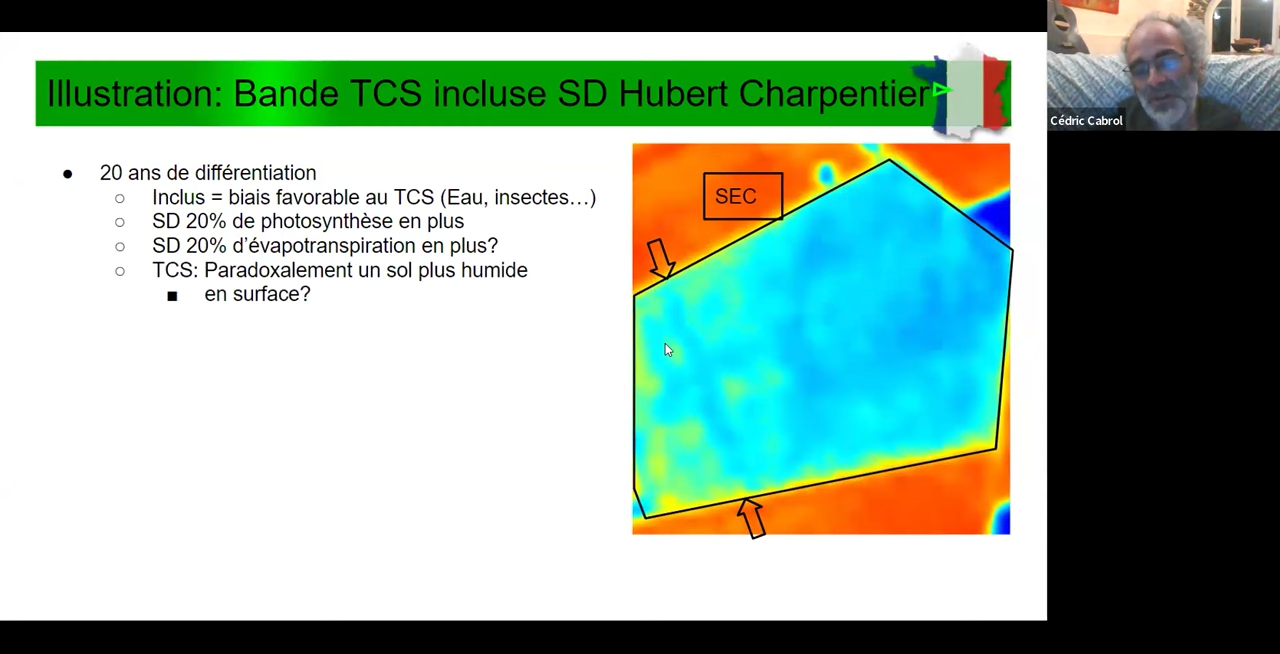 Illustration: Bande TCS incluse SD Hubert Charpentier
Cédric Cabrol
20 ans de différentiation
Inclus = biais favorable au TCS (Eau, insectes…)
SD 20% de photosynthèse en plus
SD 20% d’évapotranspiration en plus?
TCS: Paradoxalement un sol plus humide
en surface?
SEC